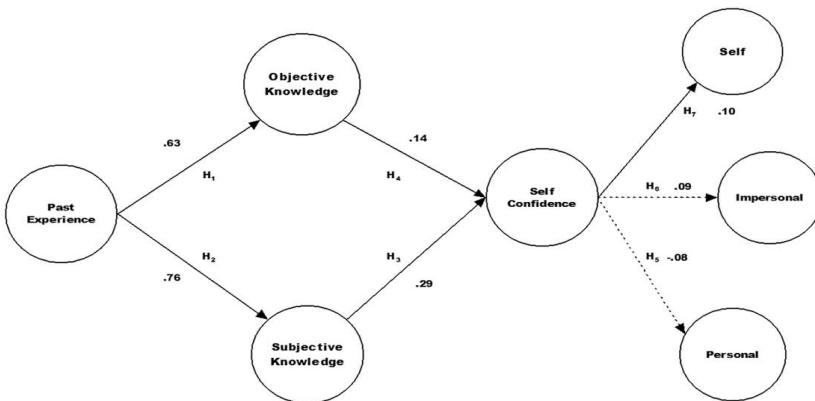 Self
Objective
Knowledge
H7 .10
.63
.14
H1
H4
Past
Experience
Self
Confidence
H6 .09
Impersonal
H2
H3
H5 -.08
.76
.29
Subjective
Knowledge
Personal